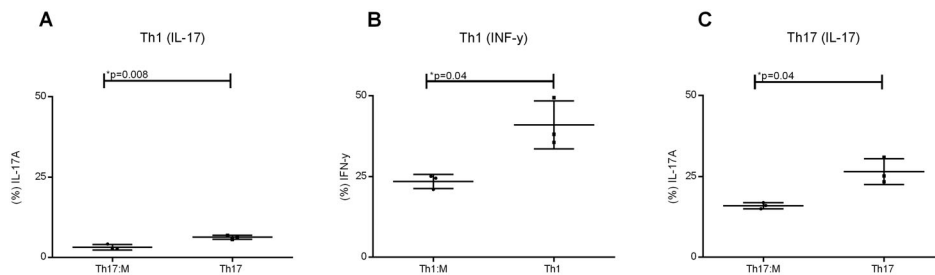 A
Th1 (IL-17)
*p=0.008
50
25
0
(%) IL-17A
Th17:M
Th17
B
Th1 (INF-y)
*p=0.04
50
25
0
(%) IFN-y
Th1:M
Th1
C
Th17 (IL-17)
*p=0.04
50
25
0
(%) IL-17A
Th17:M
Th17